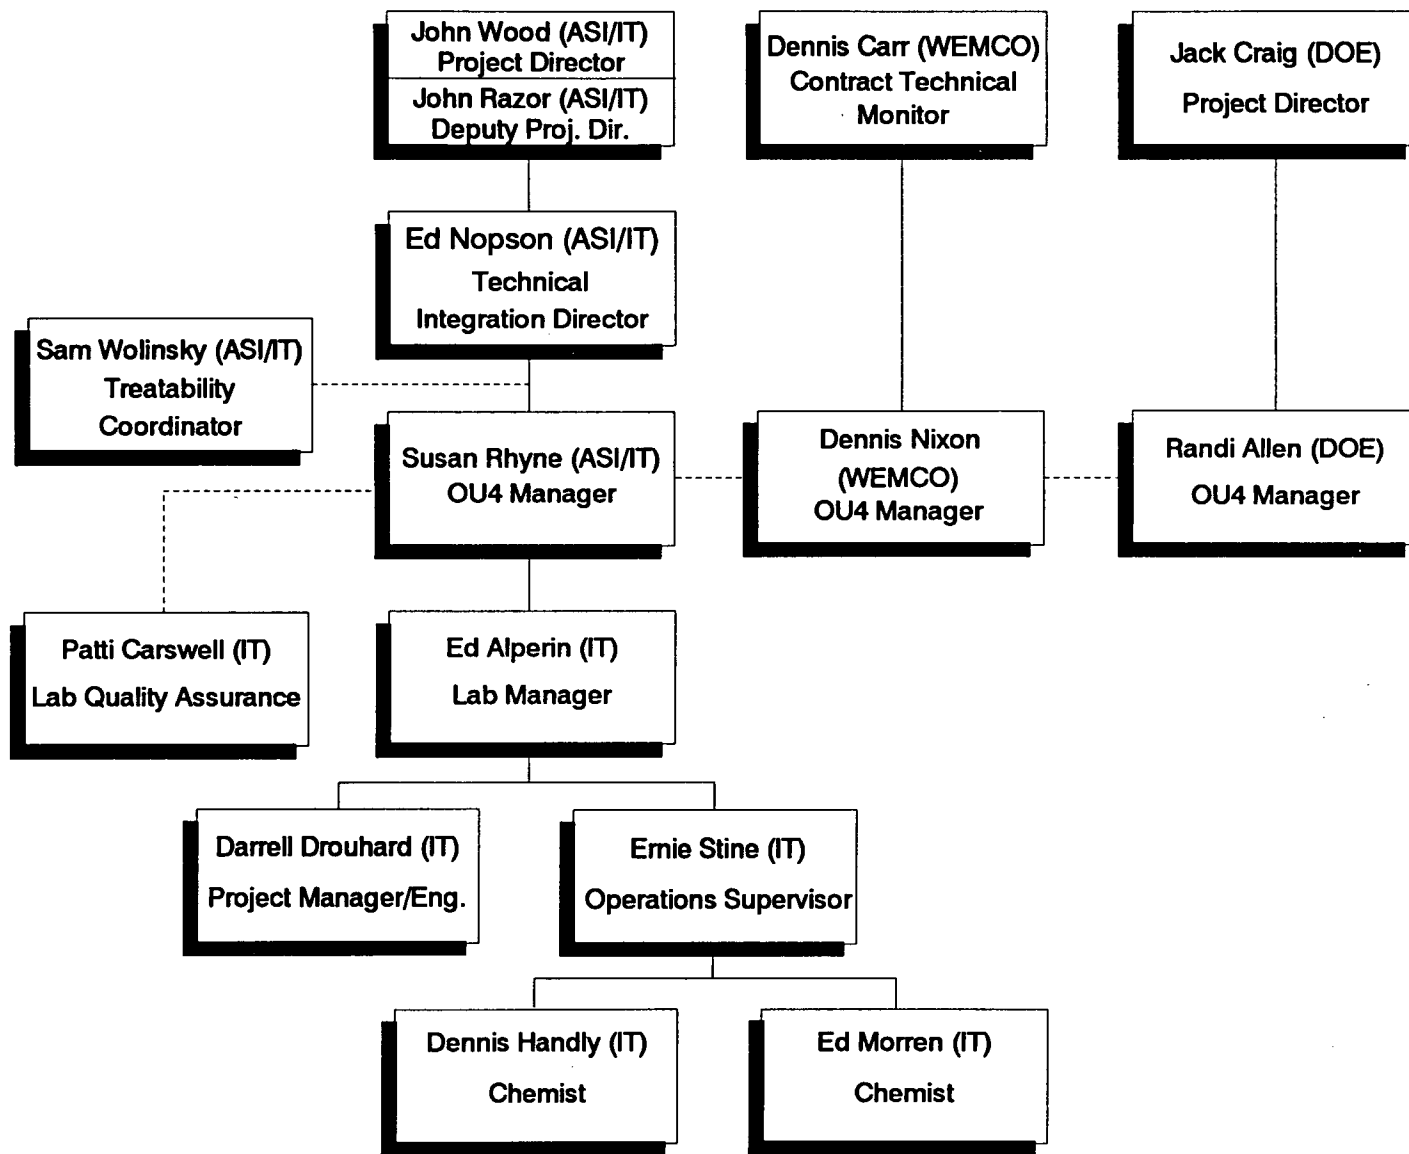 John Wood (ASI/IT)
Project Director
John Razor (ASI/IT)
Deputy Proj. Dir.
Dennis Carr (WEMCO)
Contract Technical
Monitor
Jack Craig (DOE)
Project Director
Ed Nopson (ASI/IT)
Technical
Integration Director
Sam Wolinsky (ASI/IT)
Treatability
Coordinator
Susan Rhyne (ASI/IT)
OU4 Manager
Dennis Nixon
(WEMCO)
OU4 Manager
Randi Allen (DOE)
OU4 Manager
Patti Carswell (IT)
Lab Quality Assurance
Ed Alperin (IT)
Lab Manager
Darrell Drouhard (IT)
Project Manager/Eng.
Ernie Stine (IT)
Operations Supervisor
Dennis Handly (IT)
Chemist
Ed Morren (IT)
Chemist